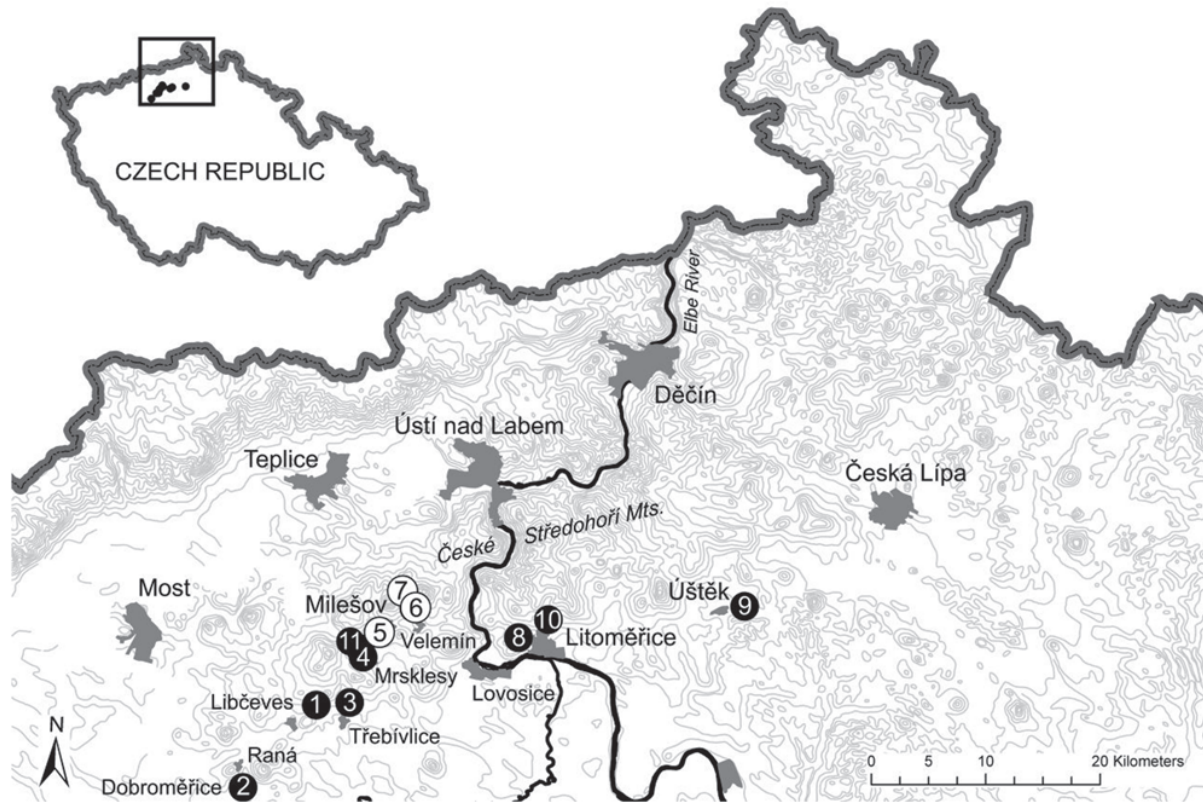 CZECH REPUBLIC
Elbe River
Děčín
Ústí nad Labem
Teplice
Česká Lípa
České Středohoří Mts.
Most
7
Milešov 6
Úštěk 9
5 Velemín
10
8 Litoměřice
11
4
Mrsklesy
Lovosice
Libčeves 1 3
Třebívlice
N
Raná
Dobroměřice 2
0 5 10 20 Kilometers